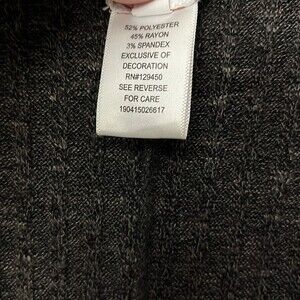 52% POLYESTER
45% RAYON
3% SPANDEX
EXCLUSIVE OF
DECORATION
RN#129450
SEE REVERSE
FOR CARE
190415026617